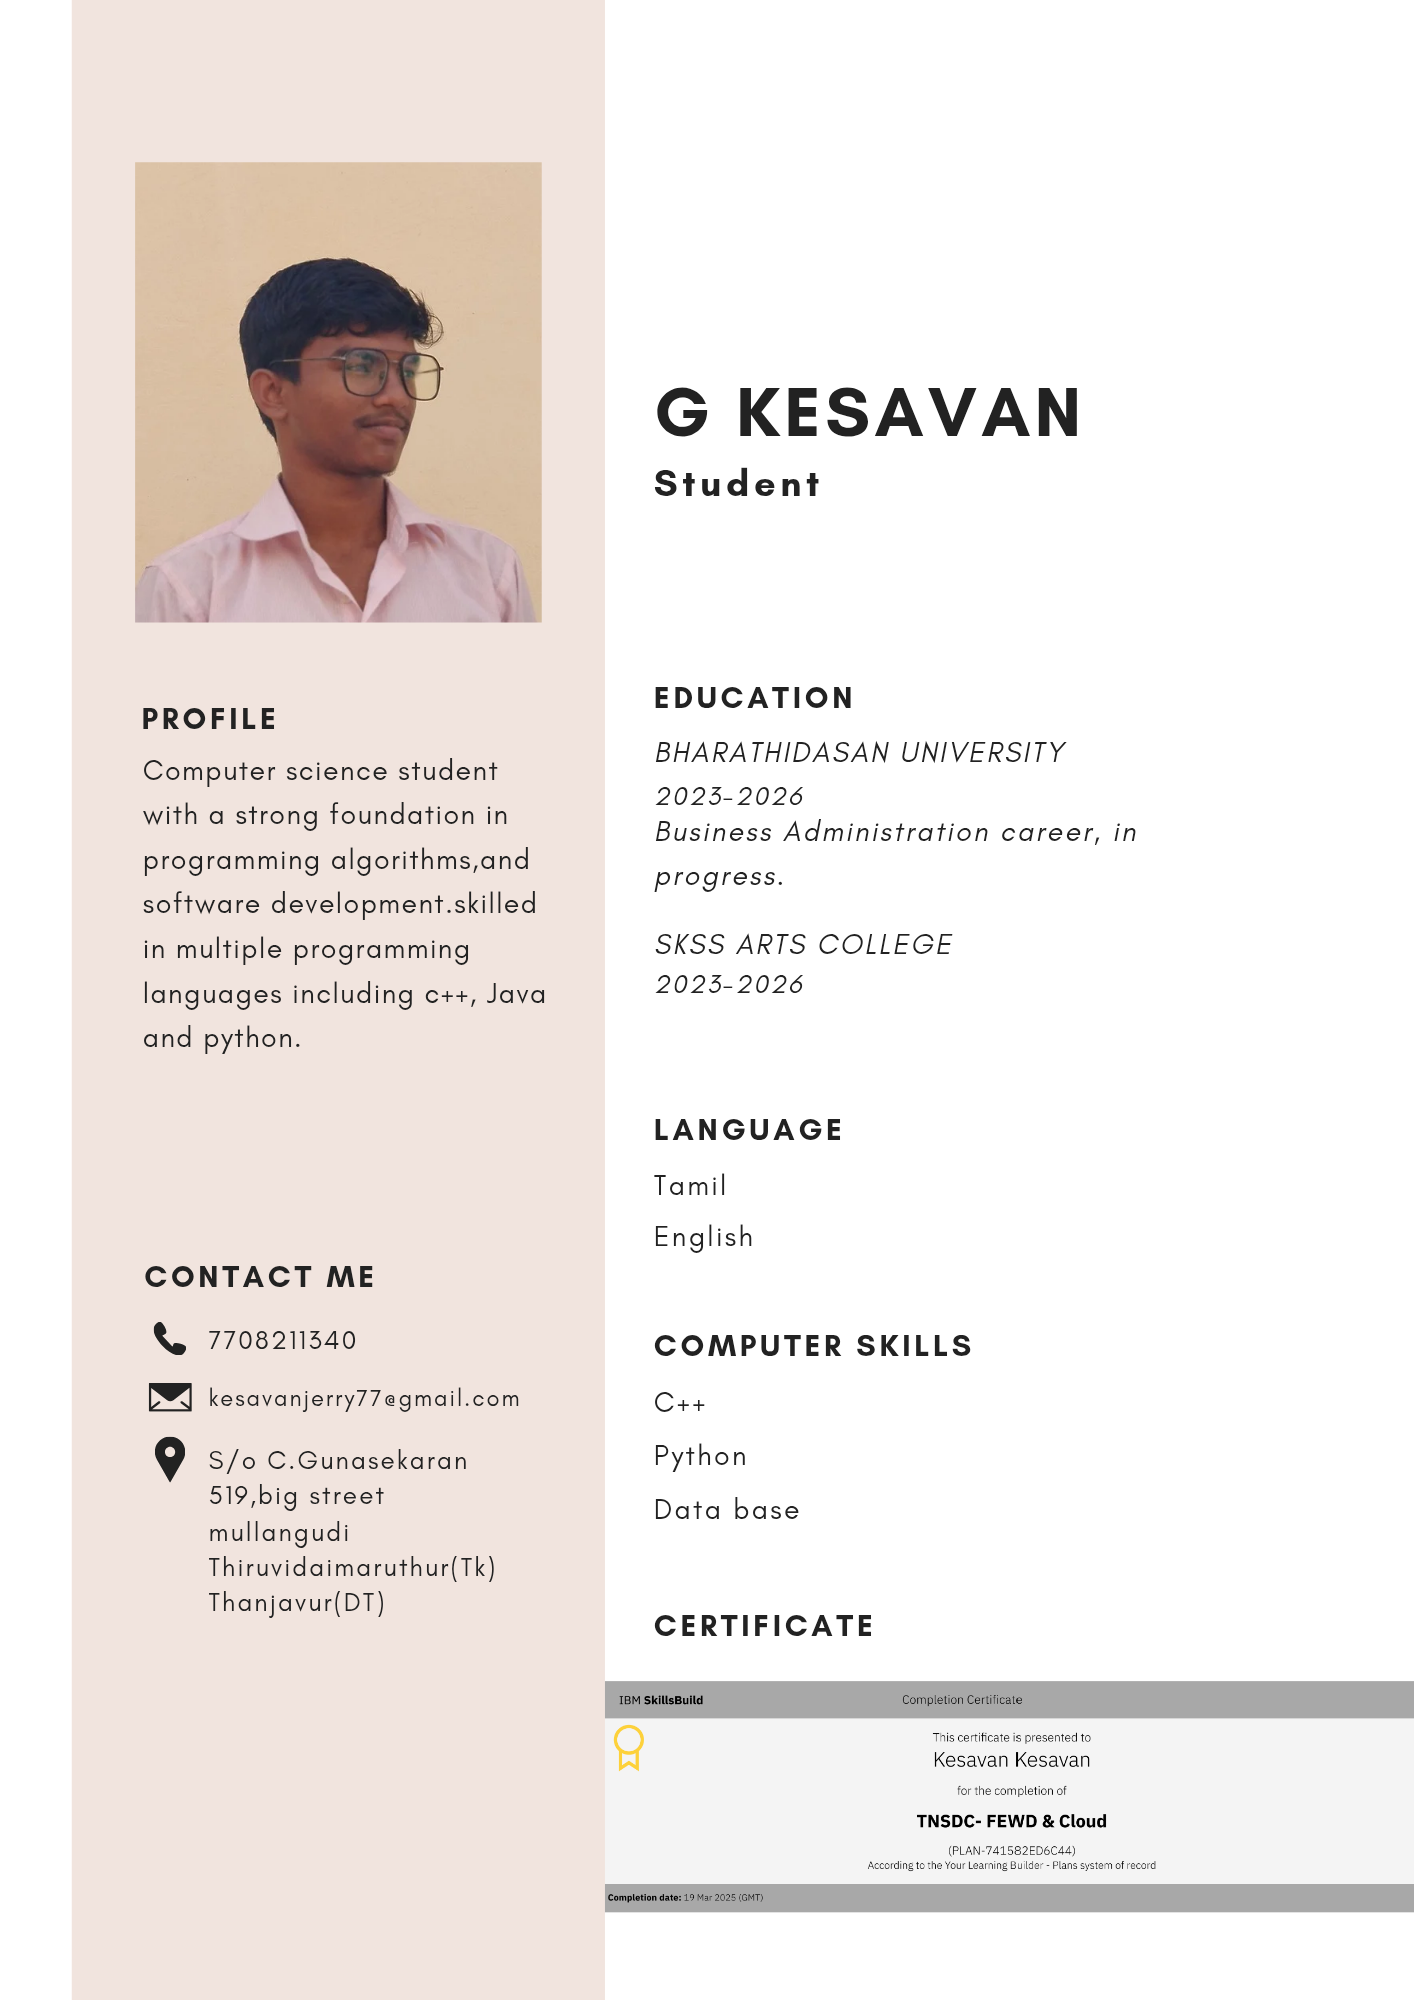 G KESAVAN
Student
PROFILE
Computer science student
with a strong foundation in
programming algorithms,and
software development.skilled
in multiple programming
languages including c++, Java
and python.
CONTACT ME
7708211340
kesavanjerry77@gmail.com
S/o C.Gunasekaran
519,big street
mullangudi
Thiruvidaimaruthur(Tk)
Thanjavur(DT)
EDUCATION
BHARATHIDASAN UNIVERSITY
2023-2026
Business Administration career, in
progress.
SKSS ARTS COLLEGE
2023-2026
LANGUAGE
Tamil
English
COMPUTER SKILLS
C++
Python
Data base
CERTIFICATE
IBM SkillsBuild
Completion Certificate
This certificate is presented to
Kesavan Kesavan
for the completion of
TNSDC- FEWD & Cloud
(PLAN-741582ED6C44)
According to the Your Learning Builder - Plans system of record
Completion date: 19 Mar 2025 (GMT)